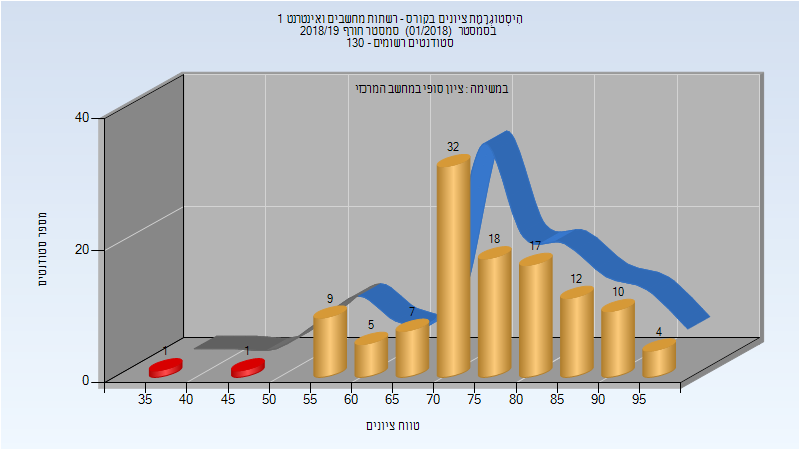 הִיסְטוֹגְרָמַת ציונים בקורס - רשתות מחשבים ואינטרנט 1
בסמסטר (01/2018) סמסטר חורף 2018/19
סטודנטים רשומים - 130
במשימה : ציון סופי במחשב המרכזי
מספר סטודנטים
40
20
0
1
1
9
5
7
32
18
17
12
10
4
35 40 45 50 55 60 65 70 75 80 85 90 95
טווח ציונים